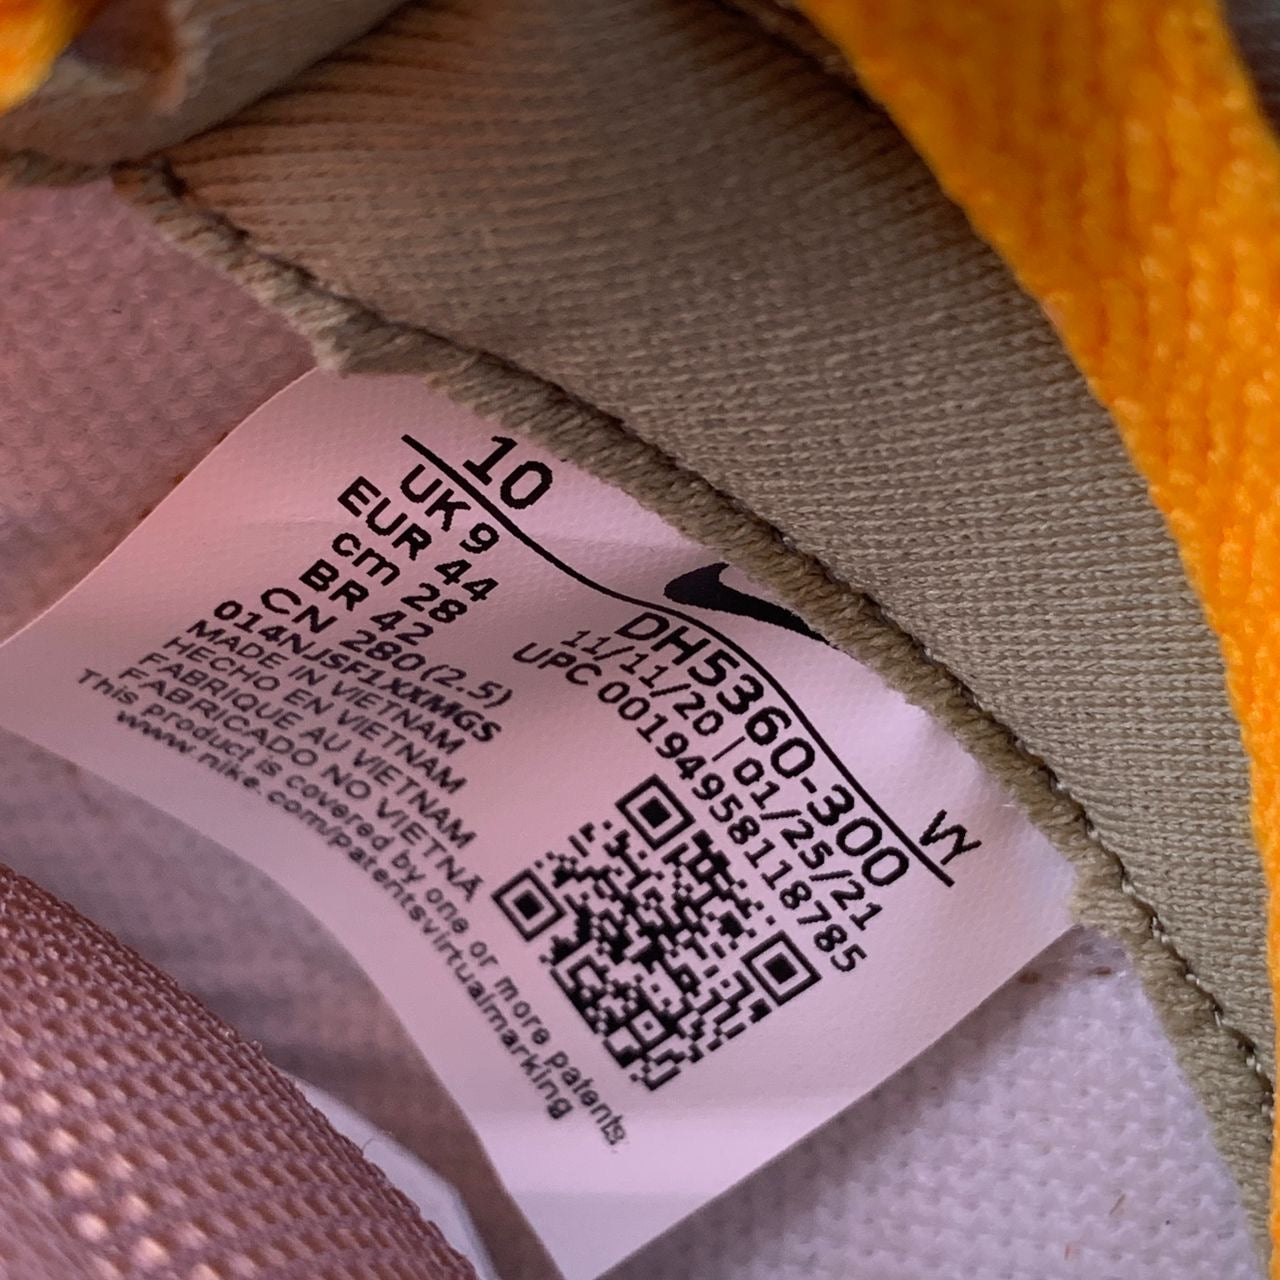 10
UK 9
EUR 44
cm 28
BR 42
CN 280(2.5)
014NJSF1XXMGS
MADE IN VIETNAM
HECHO EN VIETNAM
FABRIQUE AU VIETNAM
FABRICADO NO VIETNÃ
This product is covered by one or more patents.
www.nike.com/patentsvirtualmarking
VY
DH5360-300
11/11/20 | 01/25/21
UPC 00194958118785